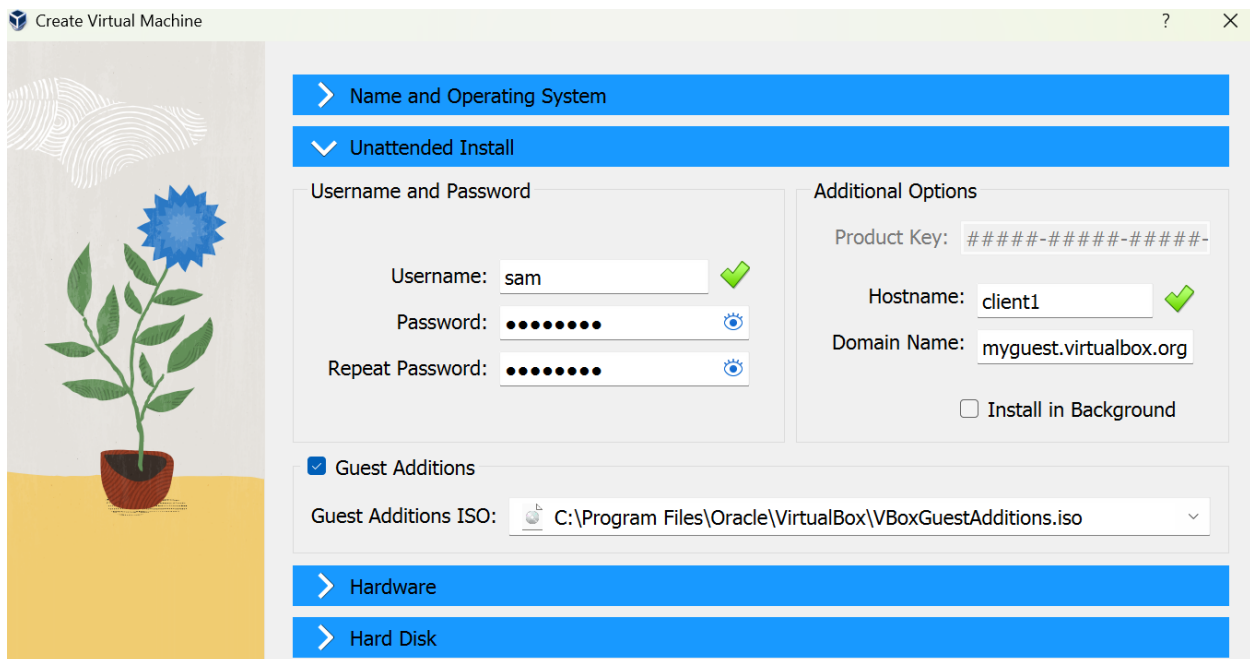 Create Virtual Machine
?
Name and Operating System
Unattended Install
Username and Password
Username: sam
Password: ●●●●●●●●
Repeat Password: ●●●●●●●●
Additional Options
Product Key: #####-#####-#####-
Hostname: client1
Domain Name: myguest.virtualbox.org
Install in Background
Guest Additions
Guest Additions ISO: C:\Program Files\Oracle\VirtualBox\VBoxGuestAdditions.iso
Hardware
Hard Disk